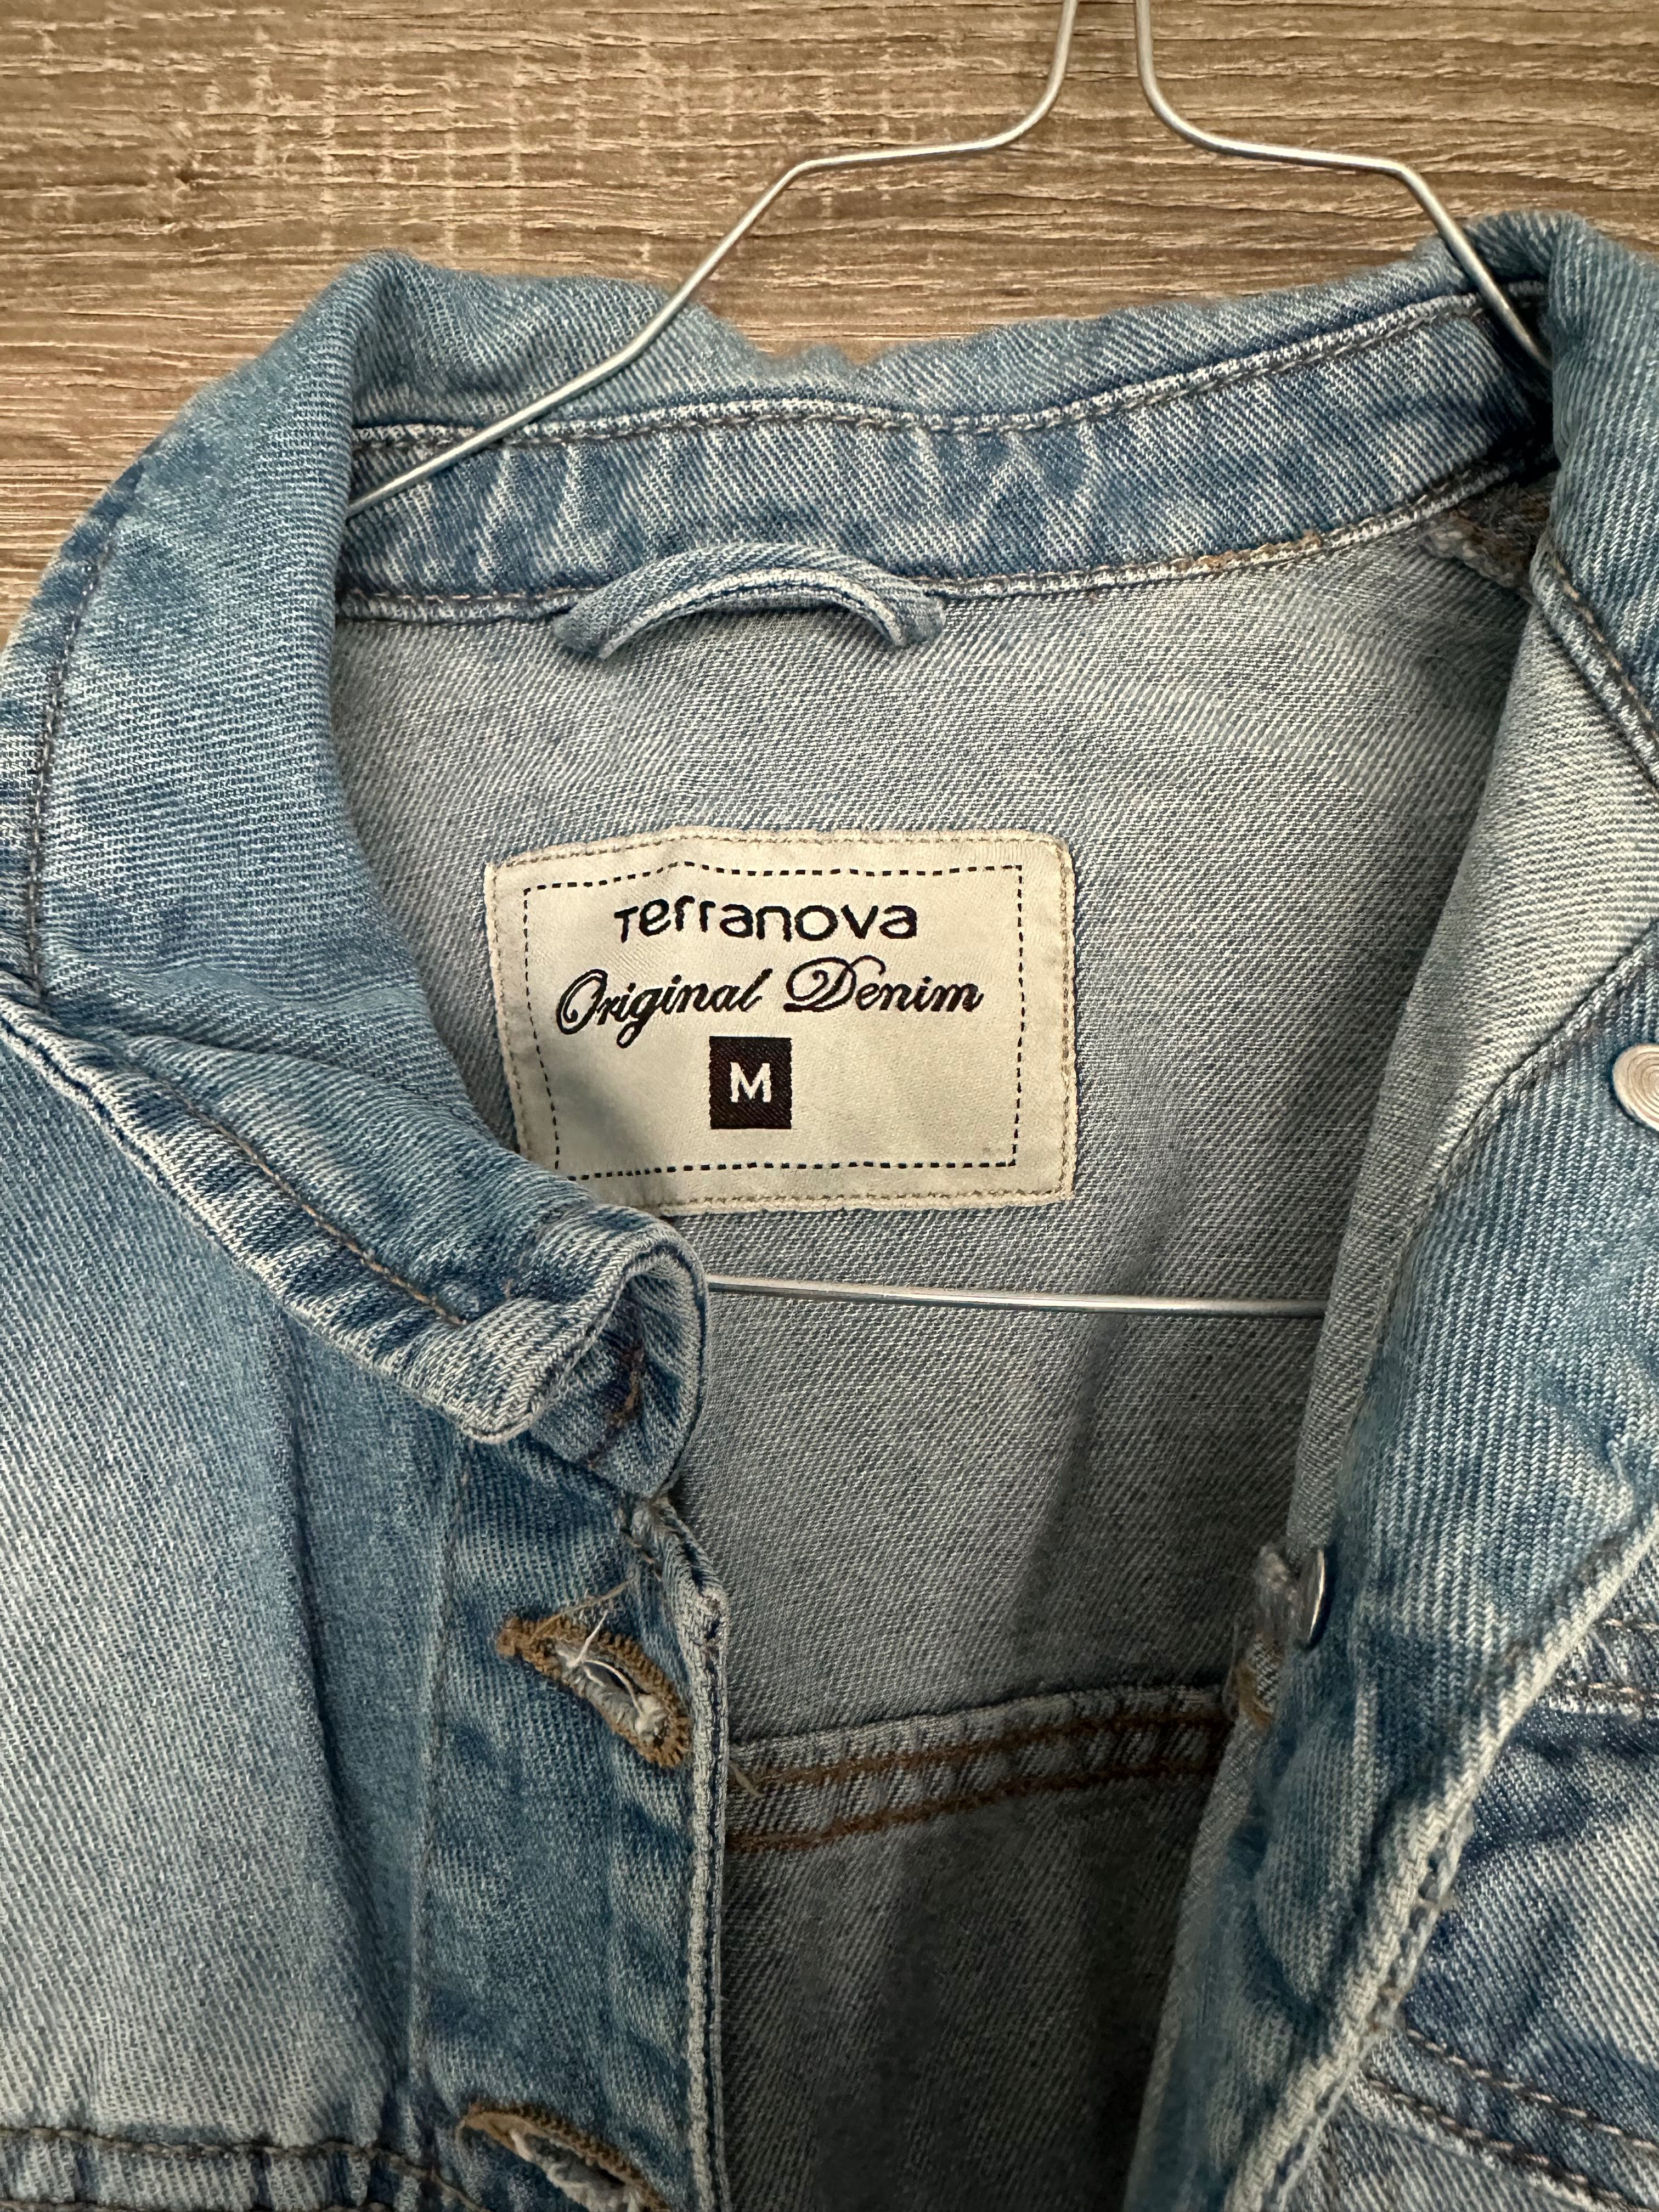 Terranova
Original Denim
M